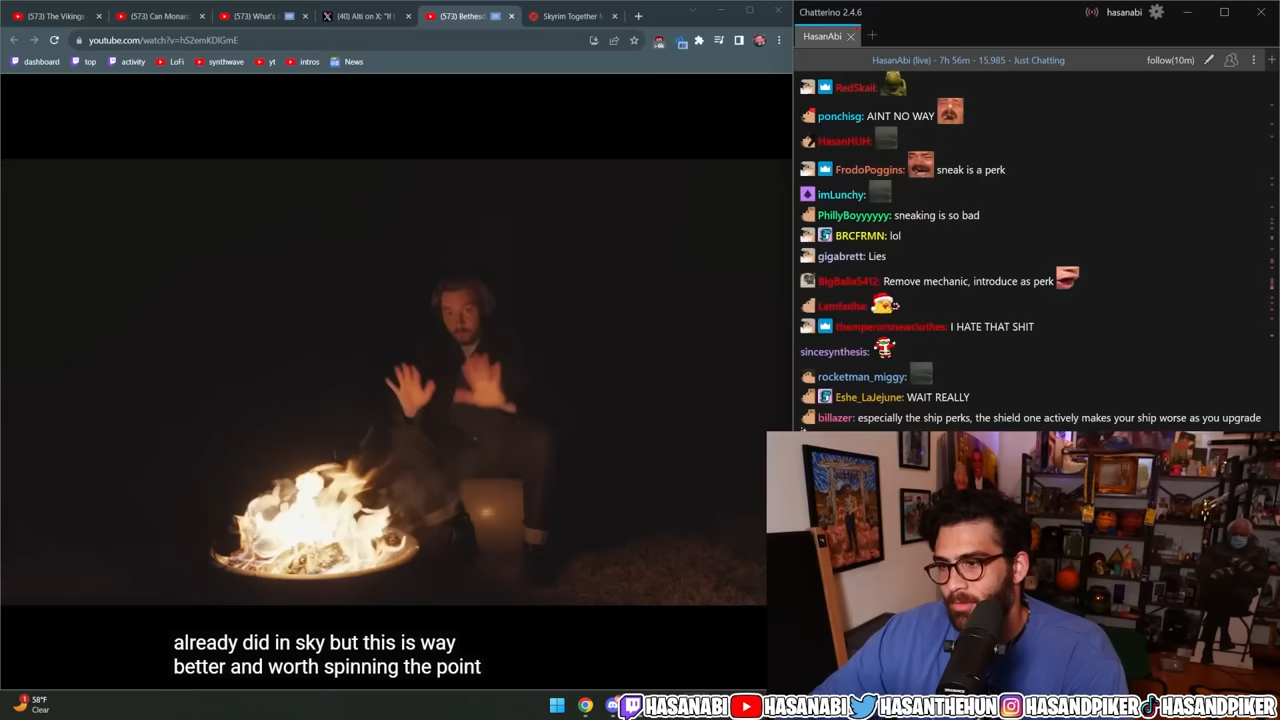 (573) The Vikings
(573) Can Monarc
(573) What's
(40) Alti on X: "If
(573) Bethesd
Skyrim Together M
youtube.com/watch?v=hS2emKDlGmE
dashboard
top
activity
LoFi
synthwave
yt
intros
News
Chatterino 2.4.6
hasanabi
HasanAbi
HasanAbi (live) - 7h 56m - 15,985 - Just Chatting
follow(10m)
RedSkail:
ponchisg: AINT NO WAY
HasanHUH:
FrodoPoggins: sneak is a perk
imLunchy:
PhillyBoyyyyyy: sneaking is so bad
BRCFRMN: lol
gigabrett: Lies
BigBalla5412: Remove mechanic, introduce as perk
themperorsnewclothes: I HATE THAT SHIT
sincesynthesis:
rocketman_miggy:
Eshe_LaJejune: WAIT REALLY
billazer: especially the ship perks, the shield one actively makes your ship worse as you upgrade
already did in sky but this is way
better and worth spinning the point
58°F
Clear
HASANABI HASANABI HASANTHEHUN HASANDPIKER HASANDPIKER